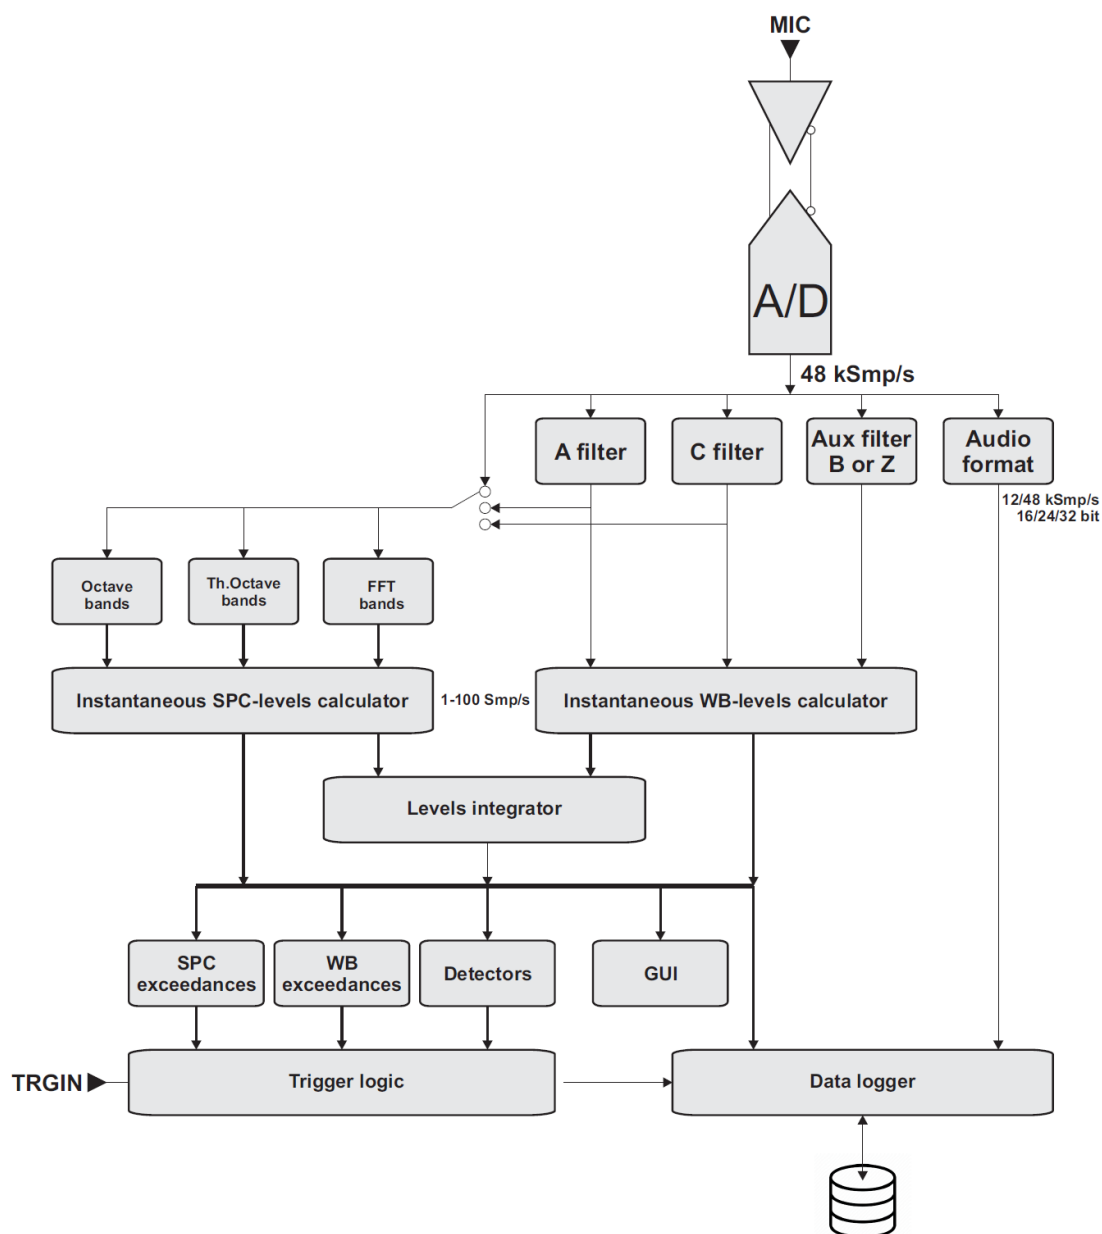 MIC
A/D
48 kSmp/s
A filter
C filter
Aux filter
B or Z
Audio
format
12/48 kSmp/s
16/24/32 bit
Octave
bands
Th.Octave
bands
FFT
bands
Instantaneous SPC-levels calculator
1-100 Smp/s
Instantaneous WB-levels calculator
Levels integrator
SPC
exceedances
WB
exceedances
Detectors
GUI
TRGIN
Trigger logic
Data logger